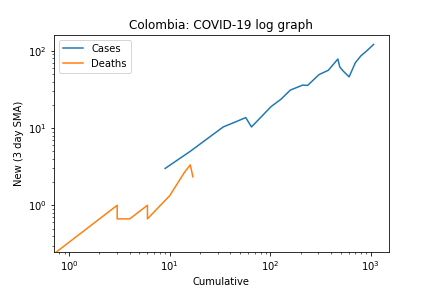 Colombia: COVID-19 log graph
Cases
Deaths
New (3 day SMA)
10²
10¹
10⁰
10⁰ 10¹ 10² 10³
Cumulative